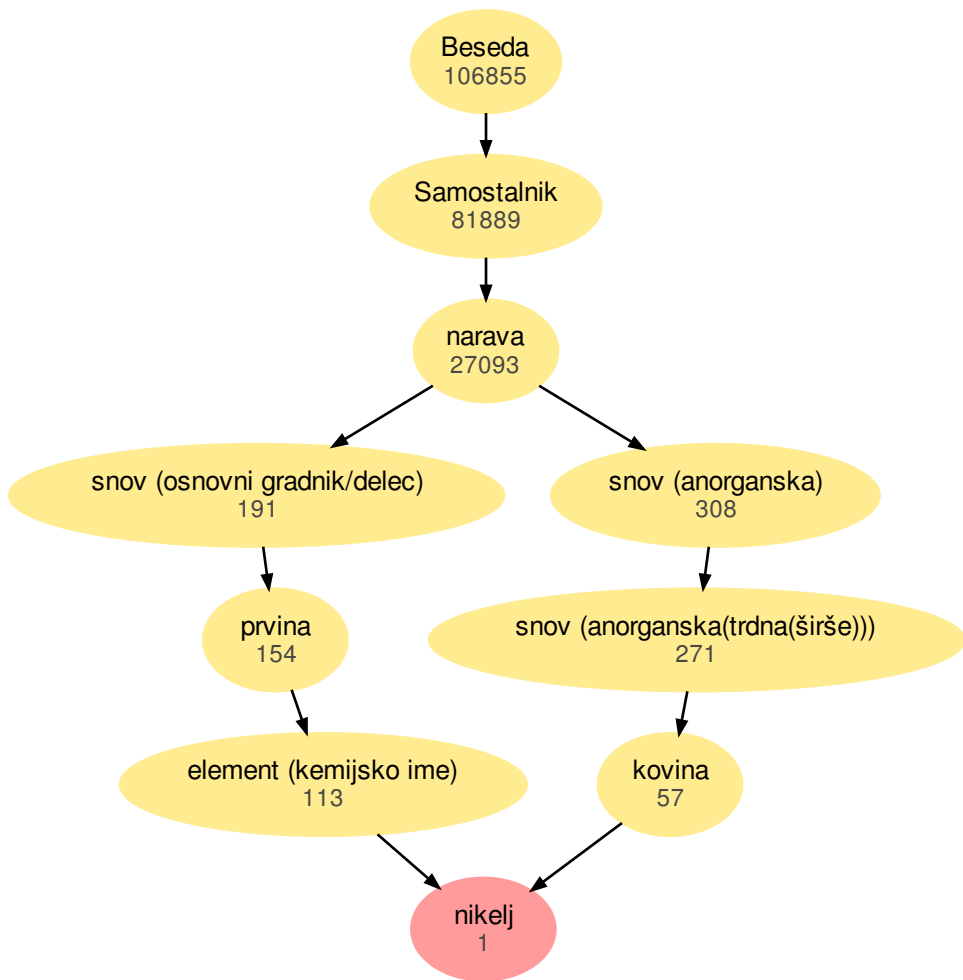 Beseda
106855
Samostalnik
81889
narava
27093
snov (osnovni gradnik/delec)
191
snov (anorganska)
308
prvina
154
snov (anorganska(trdna(širše)))
271
element (kemijsko ime)
113
kovina
57
nikelj
1